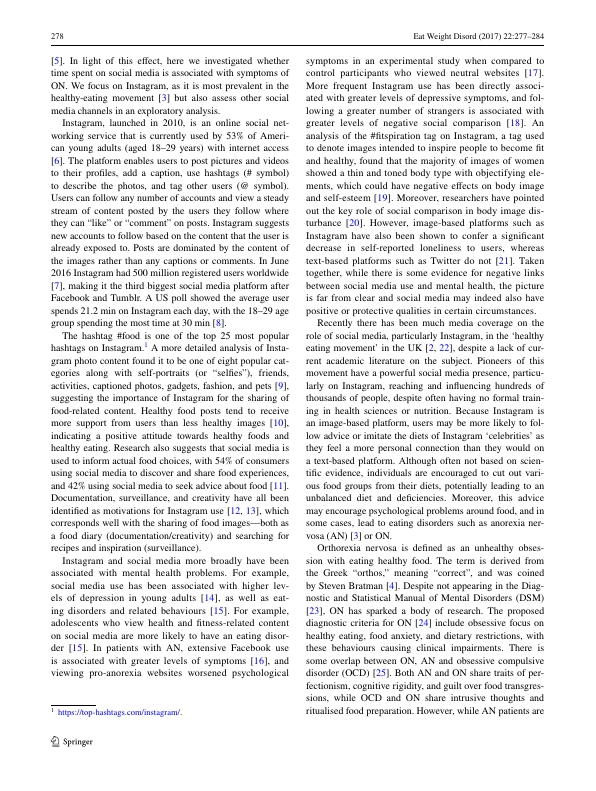 278
Eat Weight Disord (2017) 22:277–284
[5]. In light of this effect, here we investigated whether
time spent on social media is associated with symptoms of
ON. We focus on Instagram, as it is most prevalent in the
healthy-eating movement [3] but also assess other social
media channels in an exploratory analysis.
Instagram, launched in 2010, is an online social net-
working service that is currently used by 53% of Ameri-
can young adults (aged 18–29 years) with internet access
[6]. The platform enables users to post pictures and videos
to their profiles, add a caption, use hashtags (# symbol)
to describe the photos, and tag other users (@ symbol).
Users can follow any number of accounts and view a steady
stream of content posted by the users they follow where
they can “like” or “comment” on posts. Instagram suggests
new accounts to follow based on the content that the user is
already exposed to. Posts are dominated by the content of
the images rather than any captions or comments. In June
2016 Instagram had 500 million registered users worldwide
[7], making it the third biggest social media platform after
Facebook and Tumblr. A US poll showed the average user
spends 21.2 min on Instagram each day, with the 18–29 age
group spending the most time at 30 min [8].
The hashtag #food is one of the top 25 most popular
hashtags on Instagram.1 A more detailed analysis of Insta-
gram photo content found it to be one of eight popular cat-
egories along with self-portraits (or “selfies”), friends,
activities, captioned photos, gadgets, fashion, and pets [9],
suggesting the importance of Instagram for the sharing of
food-related content. Healthy food posts tend to receive
more support from users than less healthy images [10],
indicating a positive attitude towards healthy foods and
healthy eating. Research also suggests that social media is
used to inform actual food choices, with 54% of consumers
using social media to discover and share food experiences,
and 42% using social media to seek advice about food [11].
Documentation, surveillance, and creativity have all been
identified as motivations for Instagram use [12, 13], which
corresponds well with the sharing of food images—both as
a food diary (documentation/creativity) and searching for
recipes and inspiration (surveillance).
Instagram and social media more broadly have been
associated with mental health problems. For example,
social media use has been associated with higher lev-
els of depression in young adults [14], as well as eat-
ing disorders and related behaviours [15]. For example,
adolescents who view health and fitness-related content
on social media are more likely to have an eating disor-
der [15]. In patients with AN, extensive Facebook use
is associated with greater levels of symptoms [16], and
viewing pro-anorexia websites worsened psychological
1 https://top-hashtags.com/instagram/.
symptoms in an experimental study when compared to
control participants who viewed neutral websites [17].
More frequent Instagram use has been directly associ-
ated with greater levels of depressive symptoms, and fol-
lowing a greater number of strangers is associated with
greater levels of negative social comparison [18]. An
analysis of the #fitspiration tag on Instagram, a tag used
to denote images intended to inspire people to become fit
and healthy, found that the majority of images of women
showed a thin and toned body type with objectifying ele-
ments, which could have negative effects on body image
and self-esteem [19]. Moreover, researchers have pointed
out the key role of social comparison in body image dis-
turbance [20]. However, image-based platforms such as
Instagram have also been shown to confer a significant
decrease in self-reported loneliness to users, whereas
text-based platforms such as Twitter do not [21]. Taken
together, while there is some evidence for negative links
between social media use and mental health, the picture
is far from clear and social media may indeed also have
positive or protective qualities in certain circumstances.
Recently there has been much media coverage on the
role of social media, particularly Instagram, in the ‘healthy
eating movement’ in the UK [2, 22], despite a lack of cur-
rent academic literature on the subject. Pioneers of this
movement have a powerful social media presence, particu-
larly on Instagram, reaching and influencing hundreds of
thousands of people, despite often having no formal train-
ing in health sciences or nutrition. Because Instagram is
an image-based platform, users may be more likely to fol-
low advice or imitate the diets of Instagram ‘celebrities’ as
they feel a more personal connection than they would on
a text-based platform. Although often not based on scien-
tific evidence, individuals are encouraged to cut out vari-
ous food groups from their diets, potentially leading to an
unbalanced diet and deficiencies. Moreover, this advice
may encourage psychological problems around food, and in
some cases, lead to eating disorders such as anorexia ner-
vosa (AN) [3] or ON.
Orthorexia nervosa is defined as an unhealthy obses-
sion with eating healthy food. The term is derived from
the Greek “orthos,” meaning “correct”, and was coined
by Steven Bratman [4]. Despite not appearing in the Diag-
nostic and Statistical Manual of Mental Disorders (DSM)
[23], ON has sparked a body of research. The proposed
diagnostic criteria for ON [24] include obsessive focus on
healthy eating, food anxiety, and dietary restrictions, with
these behaviours causing clinical impairments. There is
some overlap between ON, AN and obsessive compulsive
disorder (OCD) [25]. Both AN and ON share traits of per-
fectionism, cognitive rigidity, and guilt over food transgres-
sions, while OCD and ON share intrusive thoughts and
ritualised food preparation. However, while AN patients are
Springer